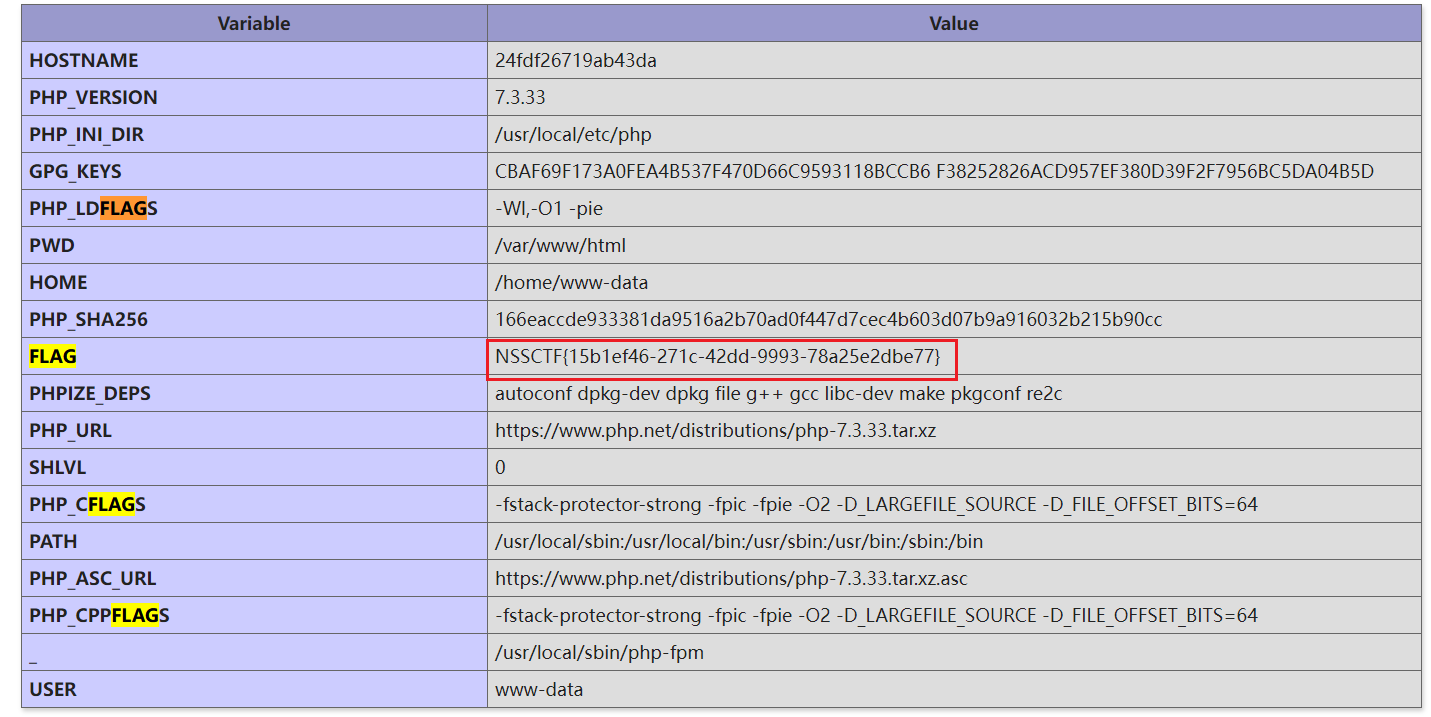 Variable Value
HOSTNAME 24fdf26719ab43da
PHP_VERSION 7.3.33
PHP_INI_DIR /usr/local/etc/php
GPG_KEYS CBAF69F173A0FEA4B537F470D66C9593118BCCB6 F38252826ACD957EF380D39F2F7956BC5DA04B5D
PHP_LDFLAGS -Wl,-O1 -pie
PWD /var/www/html
HOME /home/www-data
PHP_SHA256 166eaccde933381da9516a2b70ad0f447d7cec4b603d07b9a916032b215b90cc
FLAG NSSCTF{15b1ef46-271c-42dd-9993-78a25e2dbe77}
PHPIZE_DEPS autoconf dpkg-dev dpkg file g++ gcc libc-dev make pkgconf re2c
PHP_URL https://www.php.net/distributions/php-7.3.33.tar.xz
SHLVL 0
PHP_CFLAGS -fstack-protector-strong -fpic -fpie -O2 -D_LARGEFILE_SOURCE -D_FILE_OFFSET_BITS=64
PATH /usr/local/sbin:/usr/local/bin:/usr/sbin:/usr/bin:/sbin:/bin
PHP_ASC_URL https://www.php.net/distributions/php-7.3.33.tar.xz.asc
PHP_CPPFLAGS -fstack-protector-strong -fpic -fpie -O2 -D_LARGEFILE_SOURCE -D_FILE_OFFSET_BITS=64
_ /usr/local/sbin/php-fpm
USER www-data